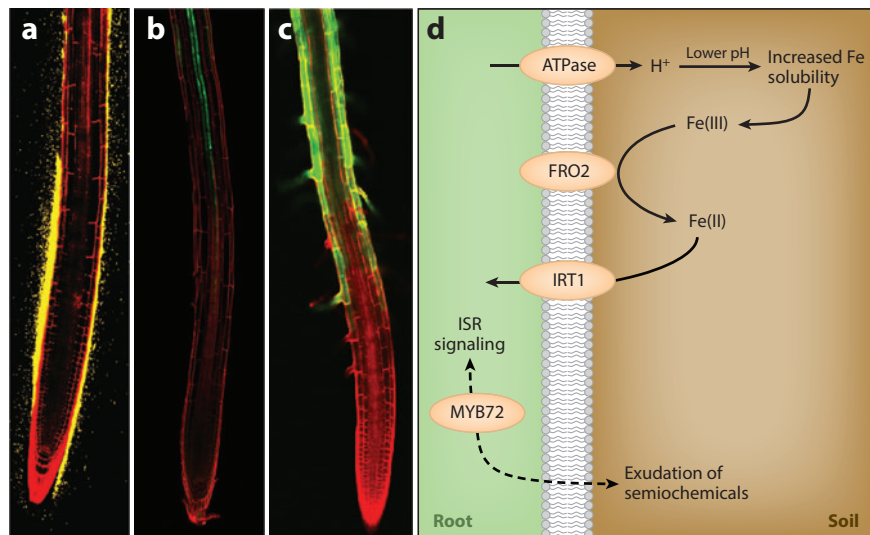 a
b
c
d
ATPase
H+
Lower pH
Increased Fe
solubility
Fe(III)
FRO2
Fe(II)
IRT1
ISR
signaling
MYB72
Exudation of
semiochemicals
Root
Soil